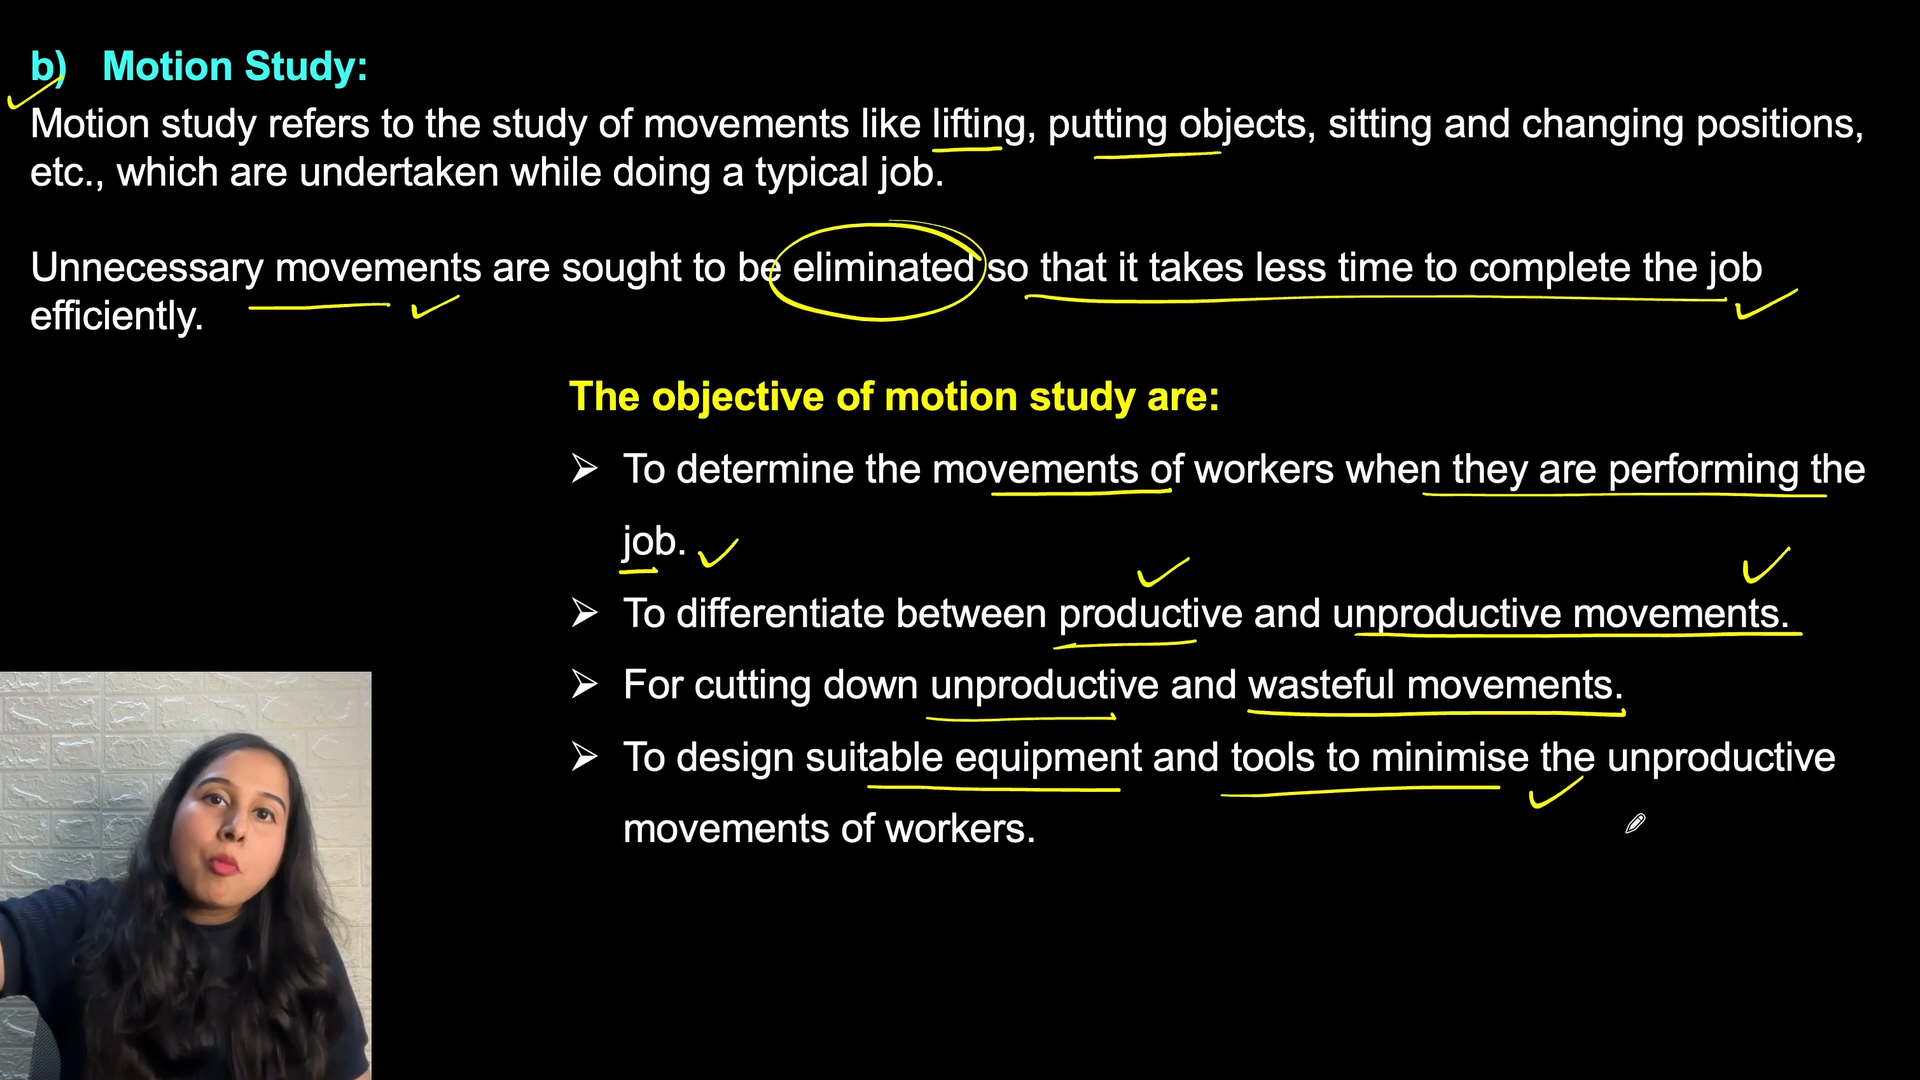 b) Motion Study:
Motion study refers to the study of movements like lifting, putting objects, sitting and changing positions,
etc., which are undertaken while doing a typical job.
Unnecessary movements are sought to be eliminated so that it takes less time to complete the job
efficiently.
The objective of motion study are:
➢ To determine the movements of workers when they are performing the
job.
➢ To differentiate between productive and unproductive movements.
➢ For cutting down unproductive and wasteful movements.
➢ To design suitable equipment and tools to minimise the unproductive
movements of workers.